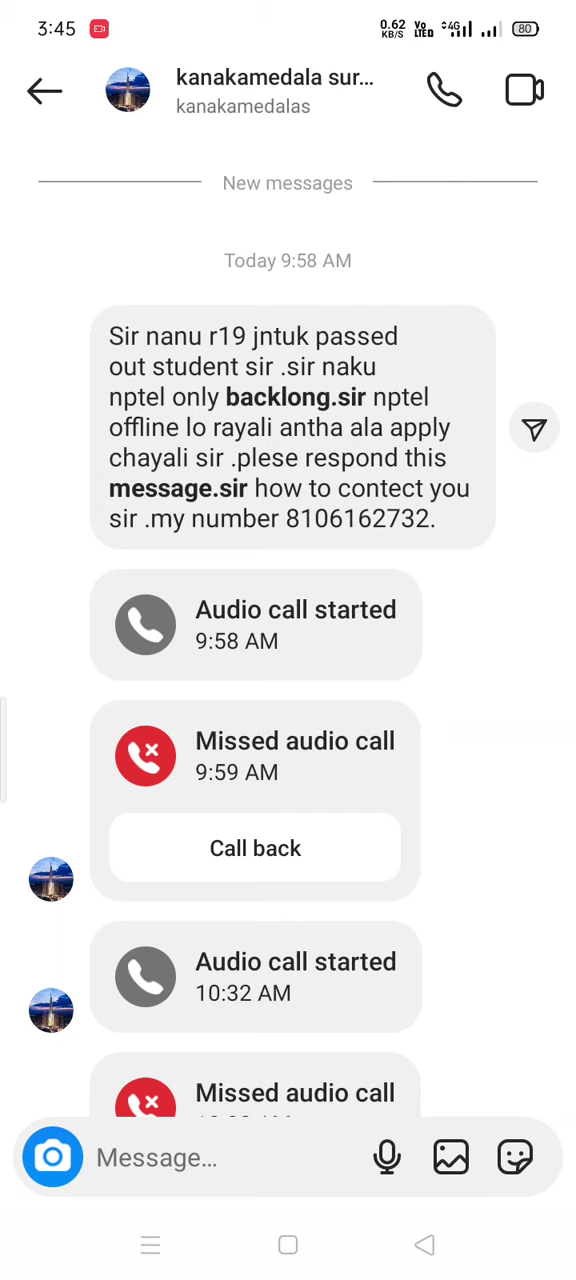 3:45
0.62 KB/S Vo LTED 4G 80
kanakamedala sur...
kanakamedalas
New messages
Today 9:58 AM
Sir nanu r19 jntuk passed
out student sir .sir naku
nptel only backlong.sir nptel
offline lo rayali antha ala apply
chayali sir .plese respond this
message.sir how to contect you
sir .my number 8106162732.
Audio call started
9:58 AM
Missed audio call
9:59 AM
Call back
Audio call started
10:32 AM
Missed audio call
Message...